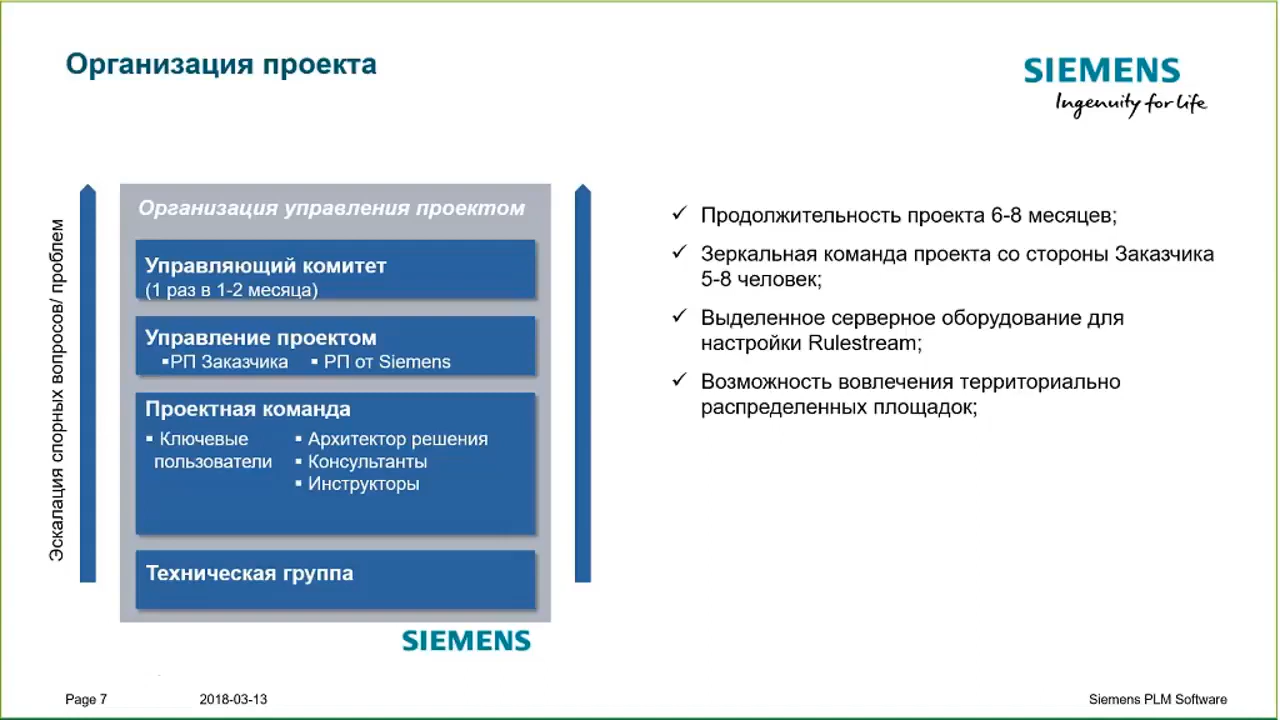 Организация проекта
SIEMENS
Ingenuity for life
Эскалация спорных вопросов/ проблем
Организация управления проектом
Управляющий комитет
(1 раз в 1-2 месяца)
Управление проектом
▪РП Заказчика ▪ РП от Siemens
Проектная команда
▪ Ключевые пользователи
▪ Архитектор решения
▪ Консультанты
▪ Инструкторы
Техническая группа
SIEMENS
✓ Продолжительность проекта 6-8 месяцев;
✓ Зеркальная команда проекта со стороны Заказчика
5-8 человек;
✓ Выделенное серверное оборудование для
настройки Rulestream;
✓ Возможность вовлечения территориально
распределенных площадок;
Page 7
2018-03-13
Siemens PLM Software